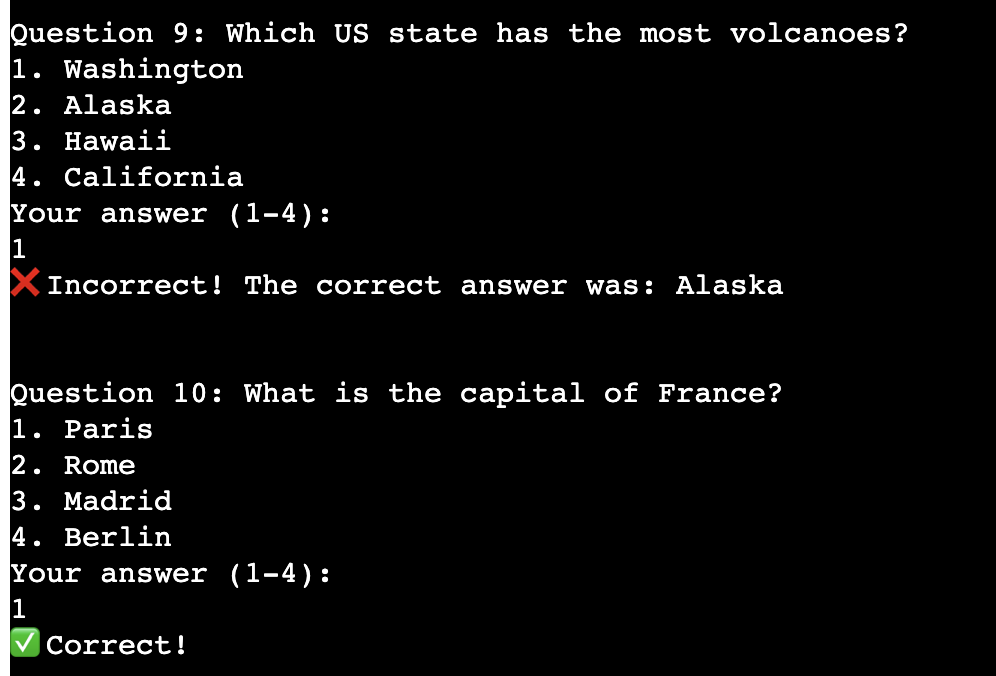 Question 9: Which US state has the most volcanoes?
1. Washington
2. Alaska
3. Hawaii
4. California
Your answer (1-4):
1
❌ Incorrect! The correct answer was: Alaska
Question 10: What is the capital of France?
1. Paris
2. Rome
3. Madrid
4. Berlin
Your answer (1-4):
1
✅ Correct!